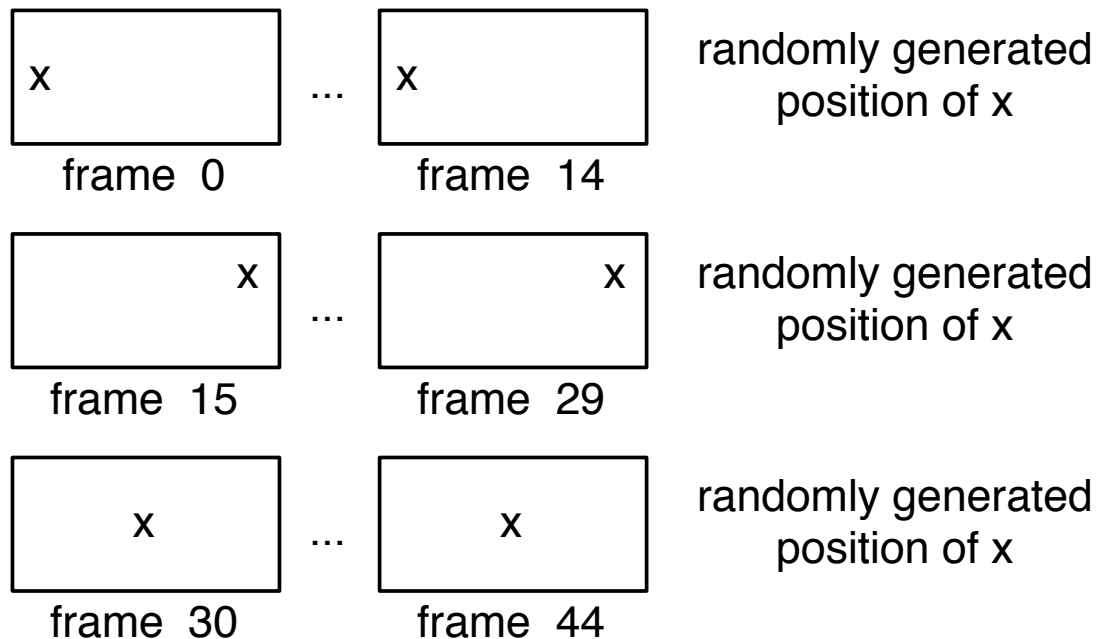 x ... x randomly generated
position of x
frame 0 frame 14
x ... x randomly generated
position of x
frame 15 frame 29
x ... x randomly generated
position of x
frame 30 frame 44